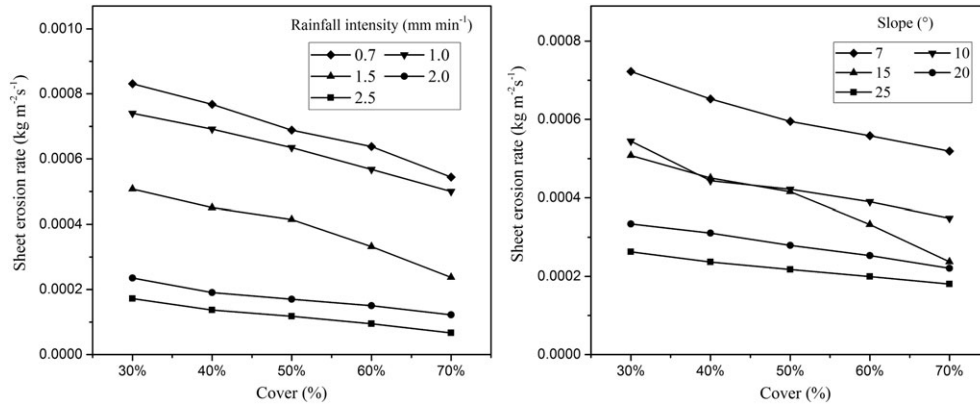 Rainfall intensity (mm min⁻¹)
0.7 1.0
1.5 2.0
2.5
Sheet erosion rate (kg m⁻²s⁻¹)
0.0010
0.0008
0.0006
0.0004
0.0002
0.0000
30% 40% 50% 60% 70%
Cover (%)
Slope (°)
7 10
15 20
25
Sheet erosion rate (kg m⁻²s⁻¹)
0.0008
0.0006
0.0004
0.0002
0.0000
30% 40% 50% 60% 70%
Cover (%)